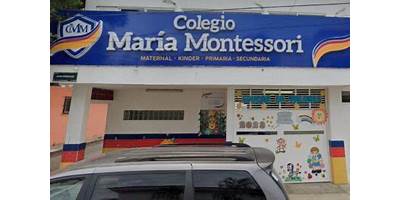 CMM
Colegio
María Montessori
MATERNAL · KINDER · PRIMARIA · SECUNDARIA